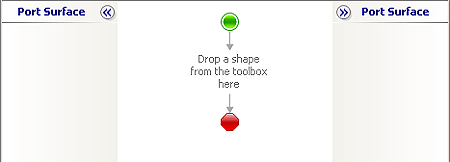 Port Surface
Port Surface
Drop a shape
from the toolbox
here